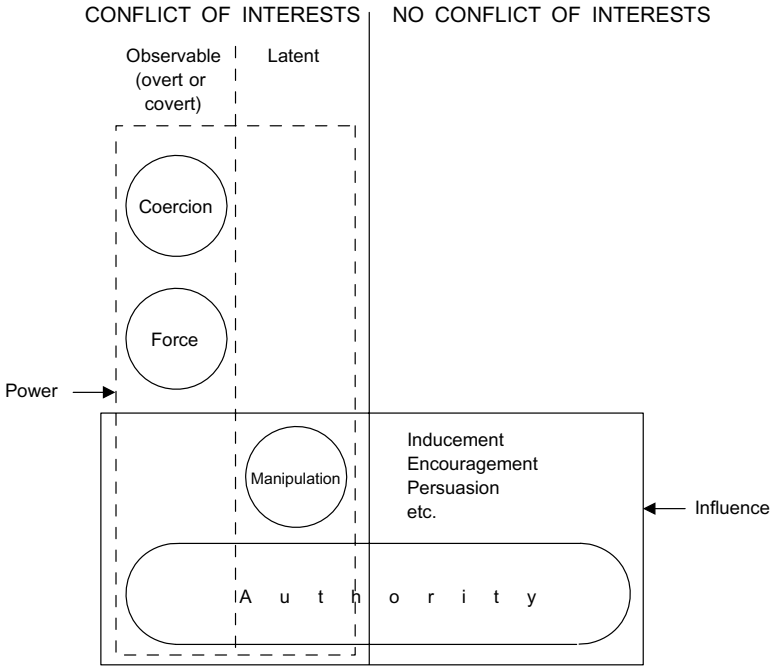 CONFLICT OF INTERESTS NO CONFLICT OF INTERESTS
Observable
(overt or
covert)
Latent
Coercion
Force
Power
Manipulation
Inducement
Encouragement
Persuasion
etc.
Influence
A u t h o r i t y